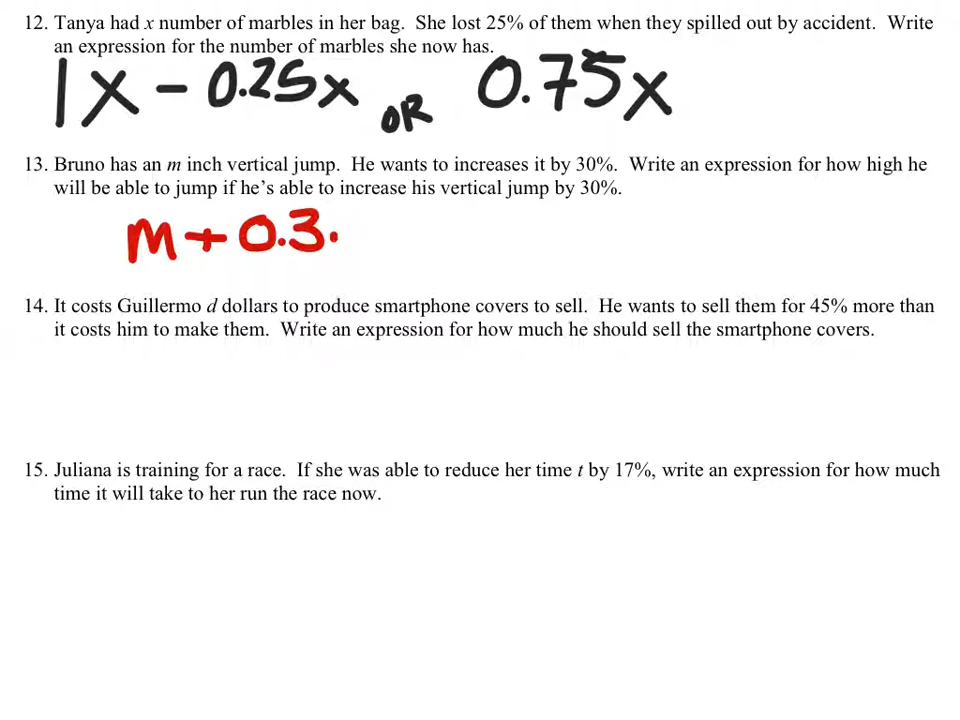 12. Tanya had x number of marbles in her bag. She lost 25% of them when they spilled out by accident. Write
an expression for the number of marbles she now has.
1x - 0.25x OR 0.75x
13. Bruno has an m inch vertical jump. He wants to increases it by 30%. Write an expression for how high he
will be able to jump if he's able to increase his vertical jump by 30%.
m + 0.3.
14. It costs Guillermo d dollars to produce smartphone covers to sell. He wants to sell them for 45% more than
it costs him to make them. Write an expression for how much he should sell the smartphone covers.
15. Juliana is training for a race. If she was able to reduce her time t by 17%, write an expression for how much
time it will take to her run the race now.